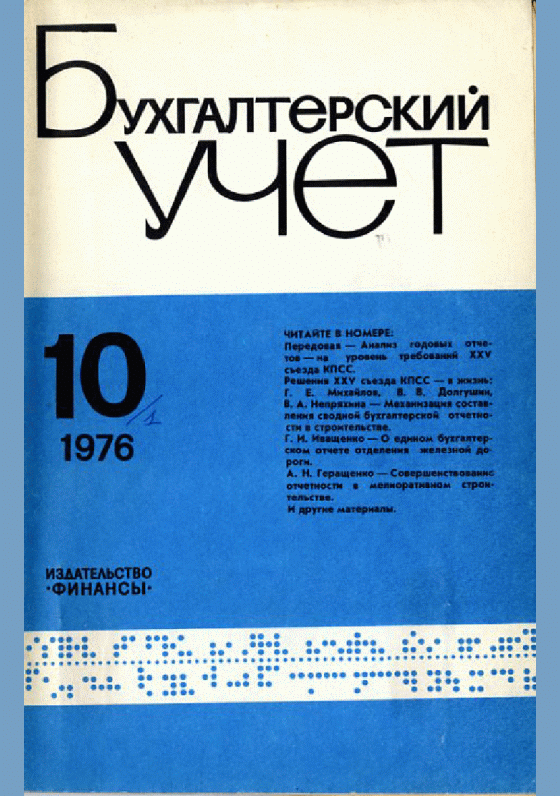 Бухгалтерский
учет
10
/1
1976
ЧИТАЙТЕ В НОМЕРЕ:
Передовая — Анализ годовых отче-
тов — на уровень требований XXV
съезда КПСС.
Решения XXV съезда КПСС — в жизнь:
Г. Е. Михайлов, В. В. Долгушин,
В. А. Непряхина — Механизация состав-
ления сводной бухгалтерской отчетно-
сти в строительстве.
Г. И. Иващенко — О едином бухгалтер-
ском отчете отделения железной до-
роги.
А. Н. Геращенко — Совершенствование
отчетности в мелиоративном строи-
тельстве.
И другие материалы.
ИЗДАТЕЛЬСТВО
·ФИНАНСЫ·